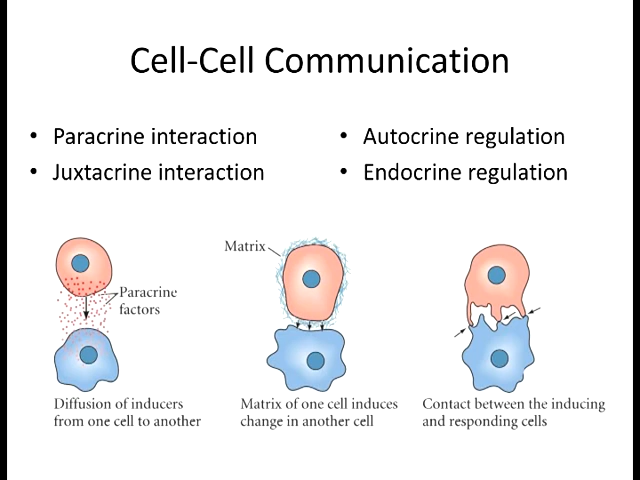 Cell-Cell Communication
• Paracrine interaction
• Juxtacrine interaction
• Autocrine regulation
• Endocrine regulation
Paracrine
factors
Diffusion of inducers
from one cell to another
Matrix
Matrix of one cell induces
change in another cell
Contact between the inducing
and responding cells